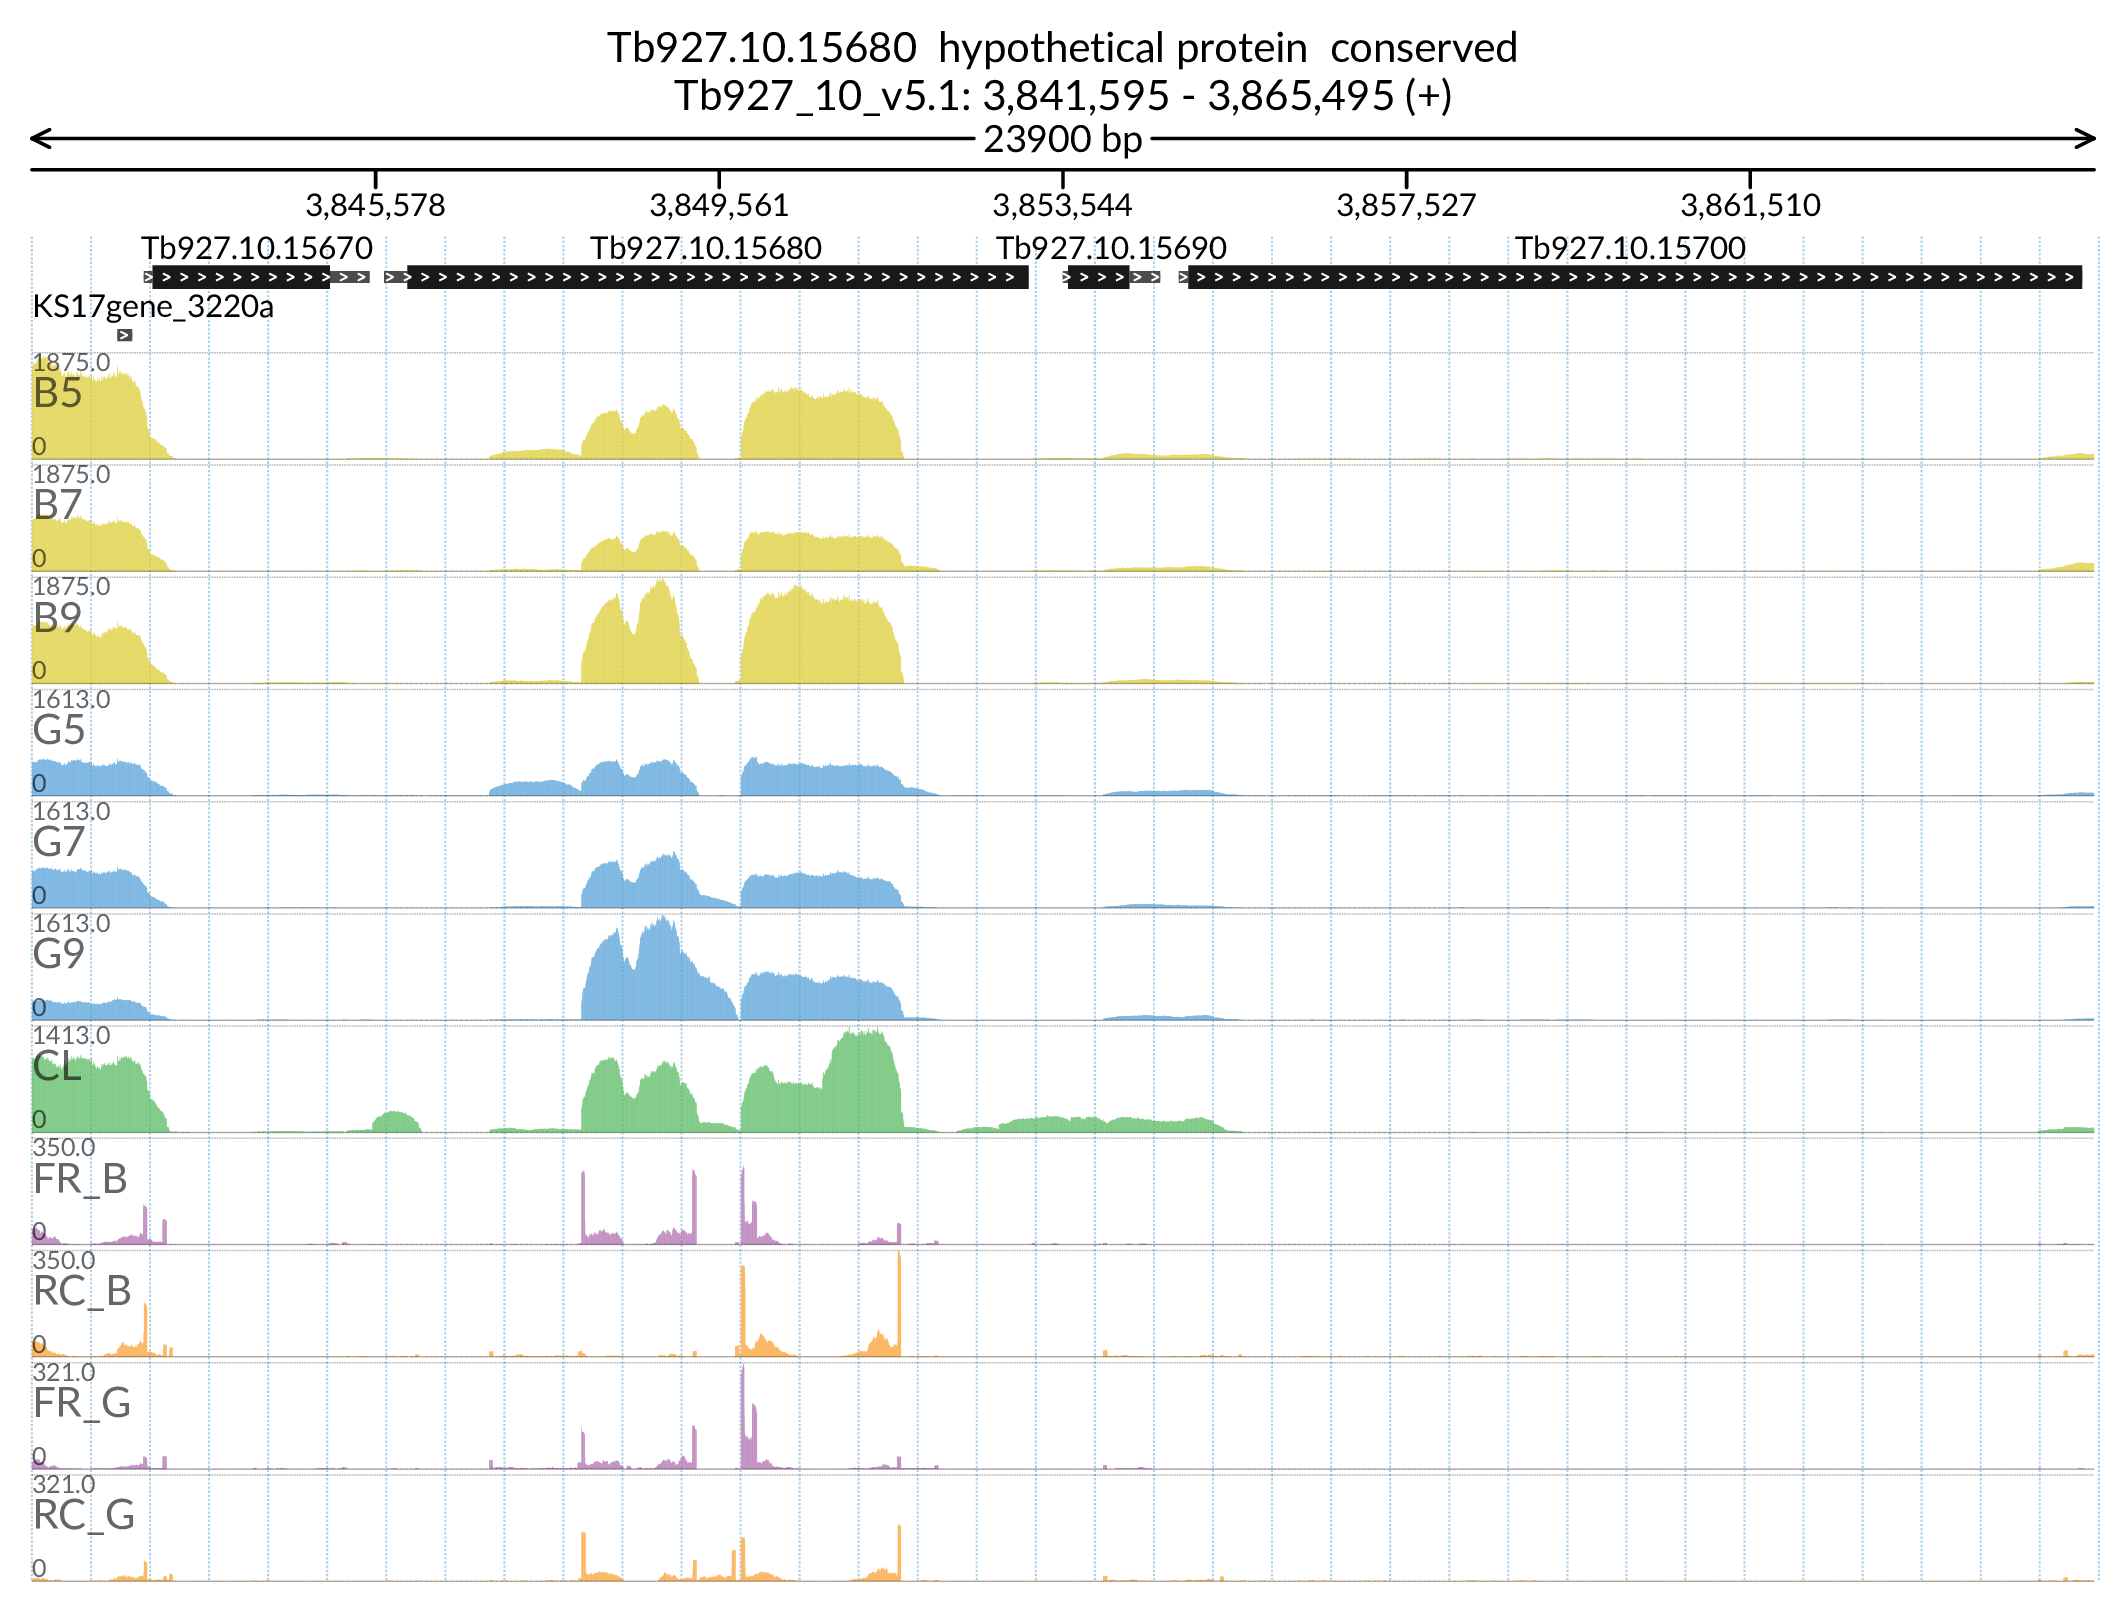 Tb927.10.15680 hypothetical protein conserved
Tb927_10_v5.1: 3,841,595 - 3,865,495 (+)
23900 bp
3,845,578 3,849,561 3,853,544 3,857,527 3,861,510
Tb927.10.15670 Tb927.10.15680 Tb927.10.15690 Tb927.10.15700
KS17gene_3220a
1875.0
B5
0
1875.0
B7
0
1875.0
B9
0
1613.0
G5
0
1613.0
G7
0
1613.0
G9
0
1413.0
CL
0
350.0
FR_B
0
350.0
RC_B
0
321.0
FR_G
0
321.0
RC_G
0